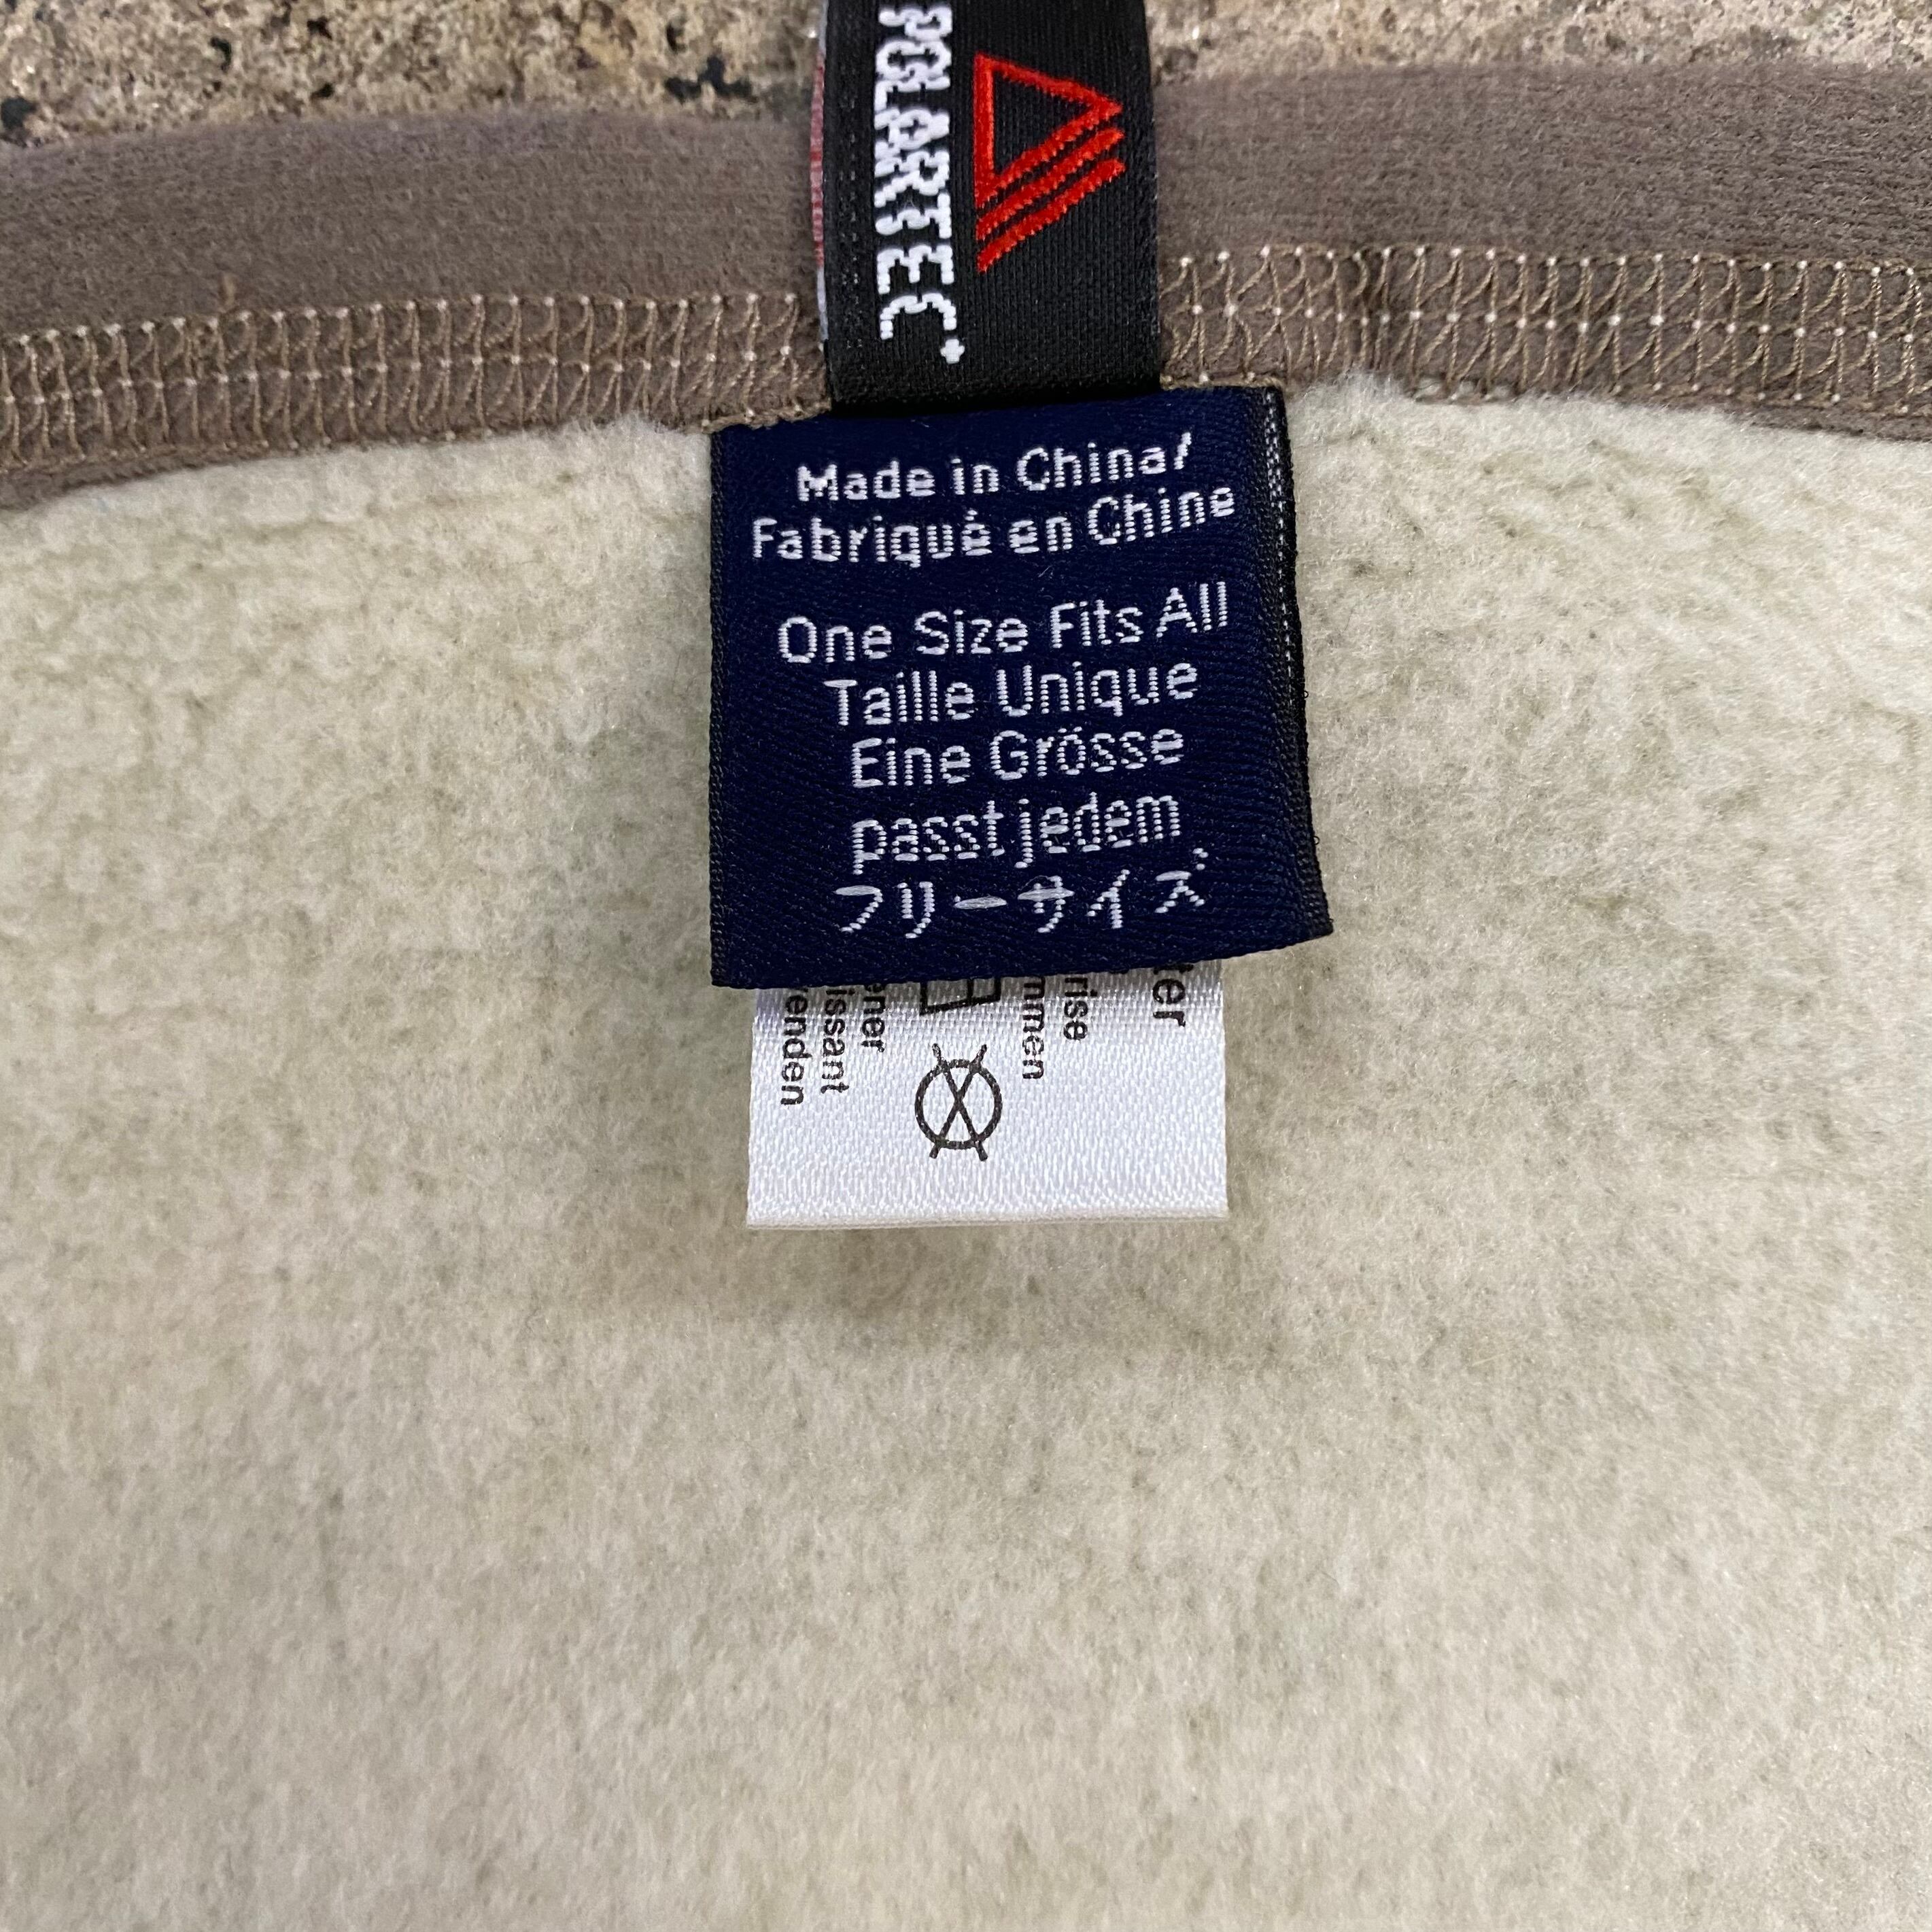 POLARTEC
Made in China/
Fabriqué en Chine
One Size Fits All
Taille Unique
Eine Grösse
passt jedem
フリーサイズ